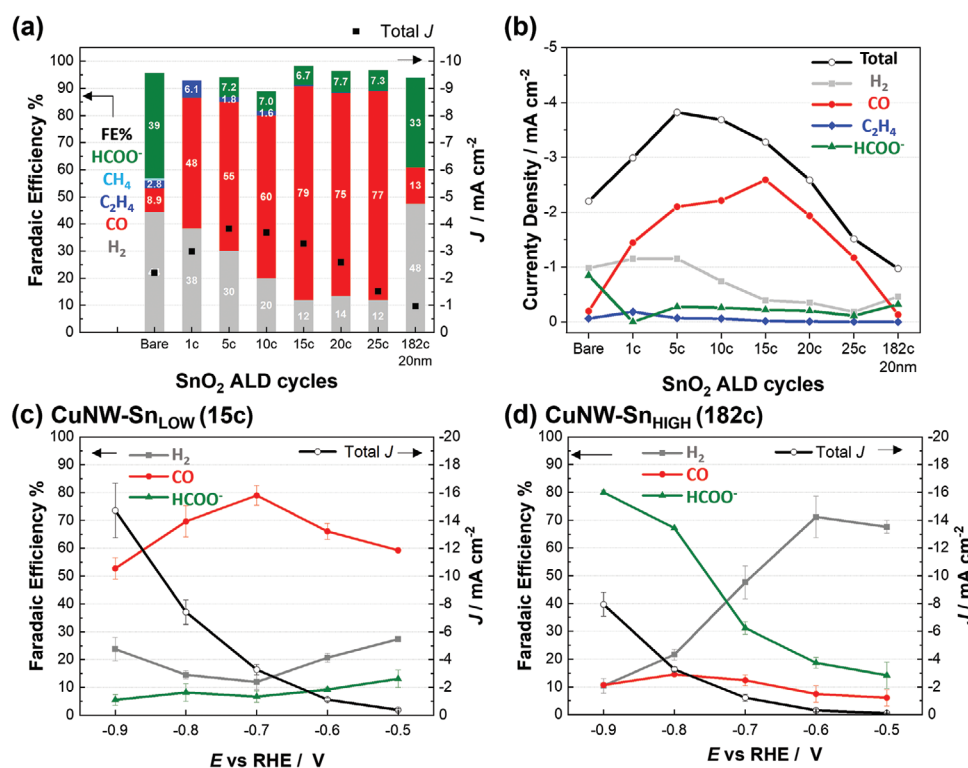 (a)
■ Total J
Faradaic Efficiency %
100
90
80
70
60
50
40
30
20
10
0
FE%
HCOO⁻
CH₄
C₂H₄
CO
H₂
39
2.8
8.9
6.1
48
38
7.2
1.8
55
30
7.0
1.6
60
20
6.7
79
12
7.7
75
14
7.3
77
12
33
13
48
-10
-9
-8
-7
-6
-5
-4
-3
-2
-1
0
J / mA cm⁻²
Bare 1c 5c 10c 15c 20c 25c 182c
20nm
SnO₂ ALD cycles
(b)
Currenty Density / mA cm⁻²
-5
-4
-3
-2
-1
0
Total
H₂
CO
C₂H₄
HCOO⁻
Bare 1c 5c 10c 15c 20c 25c 182c
20nm
SnO₂ ALD cycles
(c) CuNW-Sn_LOW (15c)
Faradaic Efficiency %
100
90
80
70
60
50
40
30
20
10
0
H₂
CO
HCOO⁻
Total J
-20
-18
-16
-14
-12
-10
-8
-6
-4
-2
0
J / mA cm⁻²
-0.9 -0.8 -0.7 -0.6 -0.5
E vs RHE / V
(d) CuNW-Sn_HIGH (182c)
Faradaic Efficiency %
100
90
80
70
60
50
40
30
20
10
0
H₂
CO
HCOO⁻
Total J
-20
-18
-16
-14
-12
-10
-8
-6
-4
-2
0
J / mA cm⁻²
-0.9 -0.8 -0.7 -0.6 -0.5
E vs RHE / V